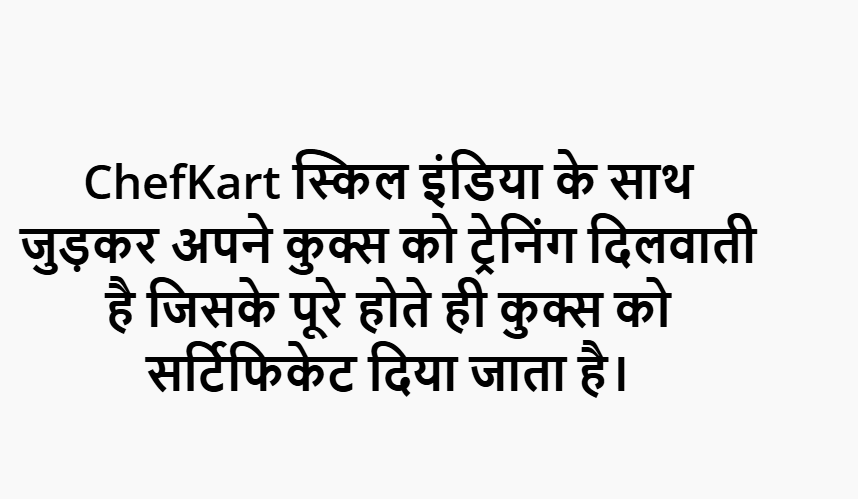 ChefKart स्किल इंडिया के साथ
जुड़कर अपने कुक्स को ट्रेनिंग दिलवाती
है जिसके पूरे होते ही कुक्स को
सर्टिफिकेट दिया जाता है।